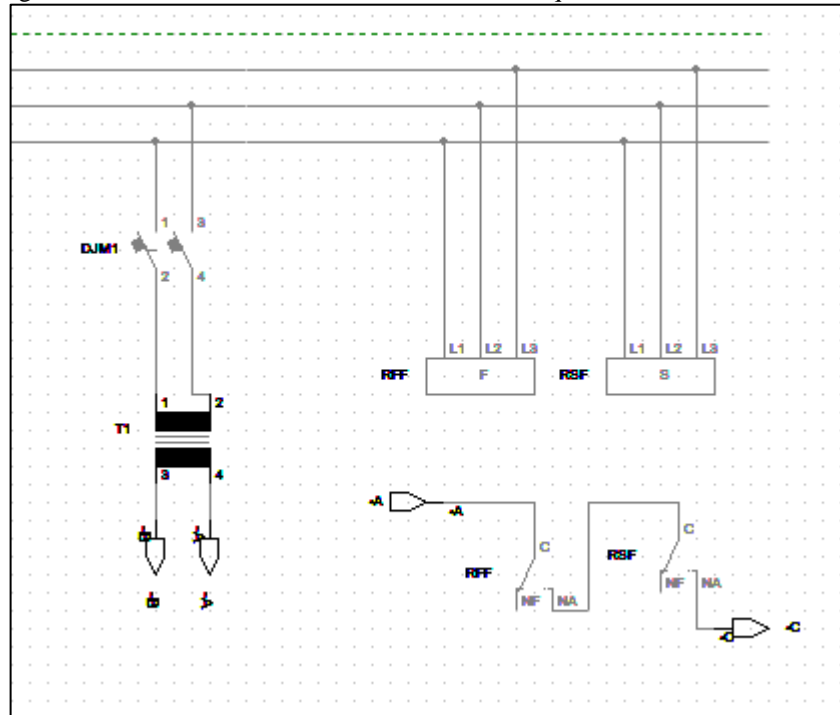 1 3
DJM1
2 4
L1 L2 L3 L1 L2 L3
RFF F RSF S
1 2
T1
3 4
-A -A
C C
RFF RSF
NF NA NF NA
-C -C